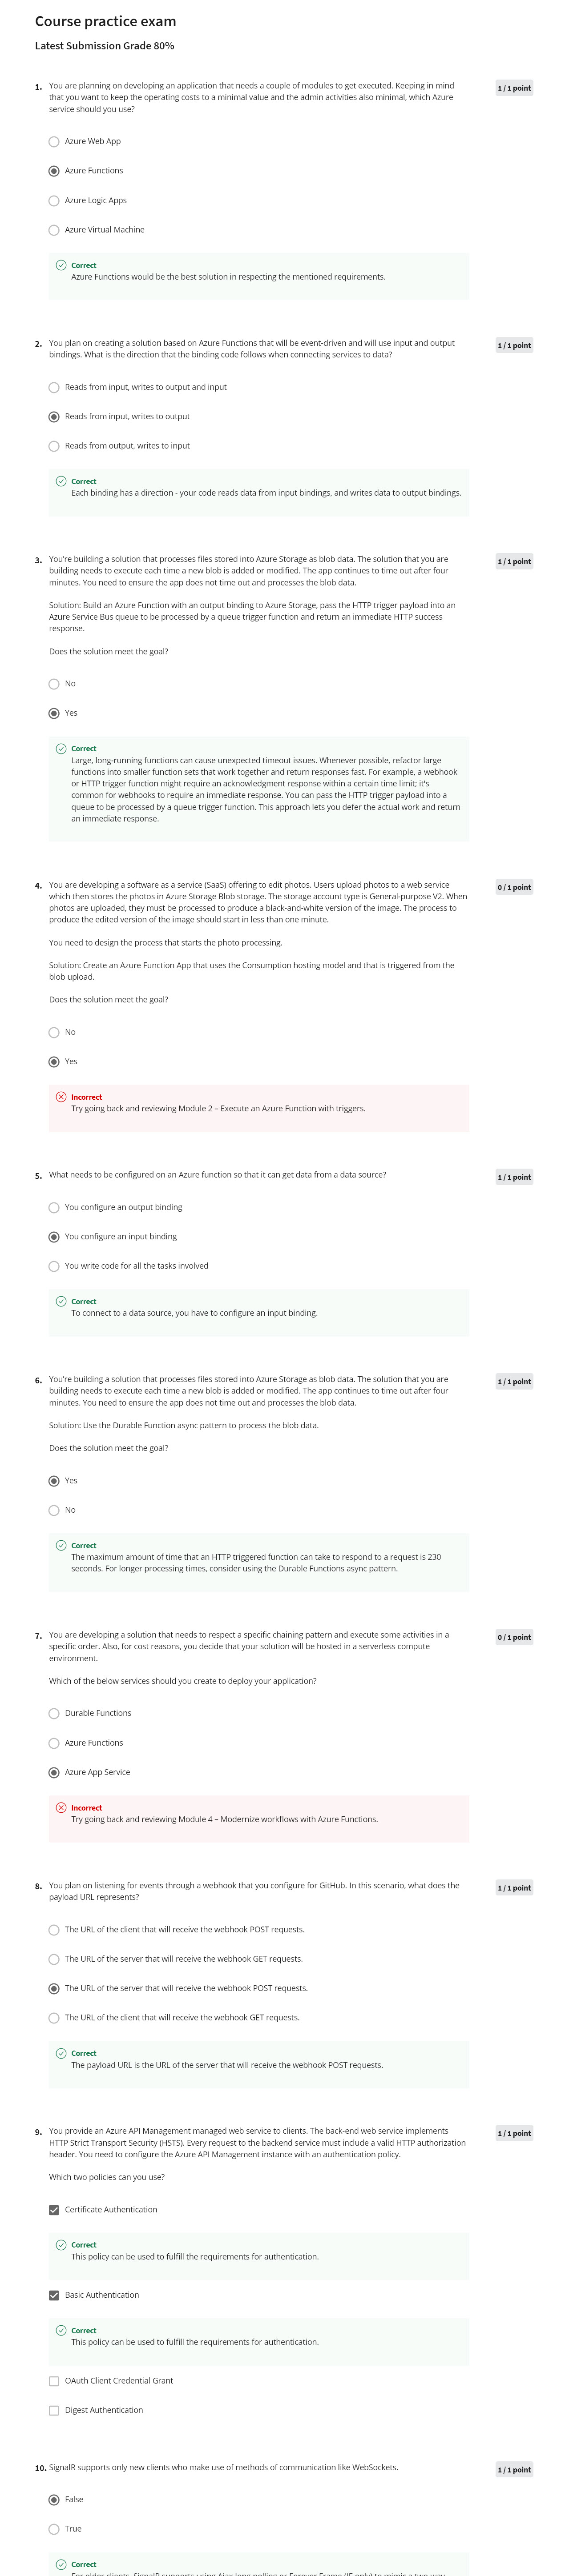 Course practice exam
Latest Submission Grade 80%
1. You are planning on developing an application that needs a couple of modules to get executed. Keeping in mind
that you want to keep the operating costs to a minimal value and the admin activities also minimal, which Azure
service should you use?
1 / 1 point
Azure Web App
Azure Functions
Azure Logic Apps
Azure Virtual Machine
Correct
Azure Functions would be the best solution in respecting the mentioned requirements.
2. You plan on creating a solution based on Azure Functions that will be event-driven and will use input and output
bindings. What is the direction that the binding code follows when connecting services to data?
1 / 1 point
Reads from input, writes to output and input
Reads from input, writes to output
Reads from output, writes to input
Correct
Each binding has a direction - your code reads data from input bindings, and writes data to output bindings.
3. You're building a solution that processes files stored into Azure Storage as blob data. The solution that you are
building needs to execute each time a new blob is added or modified. The app continues to time out after four
minutes. You need to ensure the app does not time out and processes the blob data.
1 / 1 point
Solution: Build an Azure Function with an output binding to Azure Storage, pass the HTTP trigger payload into an
Azure Service Bus queue to be processed by a queue trigger function and return an immediate HTTP success
response.
Does the solution meet the goal?
No
Yes
Correct
Large, long-running functions can cause unexpected timeout issues. Whenever possible, refactor large
functions into smaller function sets that work together and return responses fast. For example, a webhook
or HTTP trigger function might require an acknowledgment response within a certain time limit; it's
common for webhooks to require an immediate response. You can pass the HTTP trigger payload into a
queue to be processed by a queue trigger function. This approach lets you defer the actual work and return
an immediate response.
4. You are developing a software as a service (SaaS) offering to edit photos. Users upload photos to a web service
which then stores the photos in Azure Storage Blob storage. The storage account type is General-purpose V2. When
photos are uploaded, they must be processed to produce a black-and-white version of the image. The process to
produce the edited version of the image should start in less than one minute.
0 / 1 point
You need to design the process that starts the photo processing.
Solution: Create an Azure Function App that uses the Consumption hosting model and that is triggered from the
blob upload.
Does the solution meet the goal?
No
Yes
Incorrect
Try going back and reviewing Module 2 – Execute an Azure Function with triggers.
5. What needs to be configured on an Azure function so that it can get data from a data source?
1 / 1 point
You configure an output binding
You configure an input binding
You write code for all the tasks involved
Correct
To connect to a data source, you have to configure an input binding.
6. You're building a solution that processes files stored into Azure Storage as blob data. The solution that you are
building needs to execute each time a new blob is added or modified. The app continues to time out after four
minutes. You need to ensure the app does not time out and processes the blob data.
1 / 1 point
Solution: Use the Durable Function async pattern to process the blob data.
Does the solution meet the goal?
Yes
No
Correct
The maximum amount of time that an HTTP triggered function can take to respond to a request is 230
seconds. For longer processing times, consider using the Durable Functions async pattern.
7. You are developing a solution that needs to respect a specific chaining pattern and execute some activities in a
specific order. Also, for cost reasons, you decide that your solution will be hosted in a serverless compute
environment.
0 / 1 point
Which of the below services should you create to deploy your application?
Durable Functions
Azure Functions
Azure App Service
Incorrect
Try going back and reviewing Module 4 – Modernize workflows with Azure Functions.
8. You plan on listening for events through a webhook that you configure for GitHub. In this scenario, what does the
payload URL represents?
1 / 1 point
The URL of the client that will receive the webhook POST requests.
The URL of the server that will receive the webhook GET requests.
The URL of the server that will receive the webhook POST requests.
The URL of the client that will receive the webhook GET requests.
Correct
The payload URL is the URL of the server that will receive the webhook POST requests.
9. You provide an Azure API Management managed web service to clients. The back-end web service implements
HTTP Strict Transport Security (HSTS). Every request to the backend service must include a valid HTTP authorization
header. You need to configure the Azure API Management instance with an authentication policy.
1 / 1 point
Which two policies can you use?
Certificate Authentication
Correct
This policy can be used to fulfill the requirements for authentication.
Basic Authentication
Correct
This policy can be used to fulfill the requirements for authentication.
OAuth Client Credential Grant
Digest Authentication
10. SignalR supports only new clients who make use of methods of communication like WebSockets.
1 / 1 point
False
True
Correct
For older clients, SignalR supports using Ajax long polling or Forever Frame (IE only) to mimic a two-way